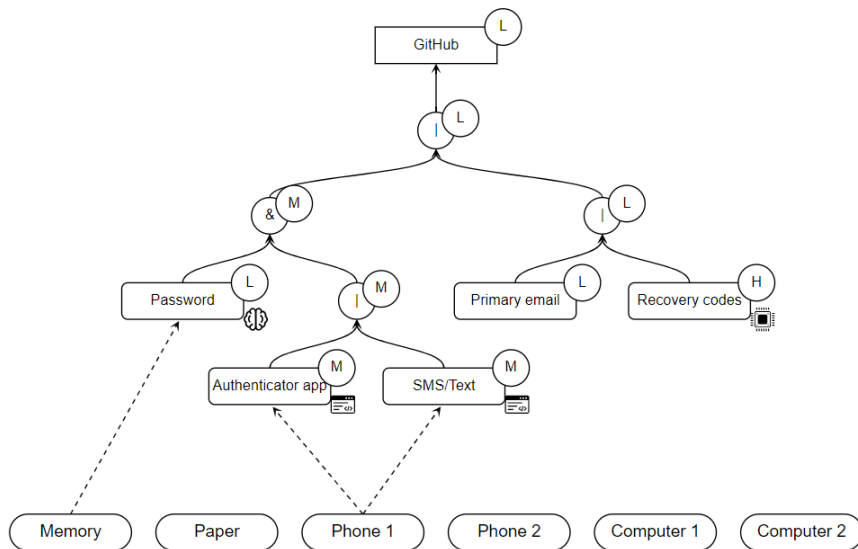 L
GitHub
L
|
M
L
&
|
L
M
L
H
Password
|
Primary email
Recovery codes
M
M
Authenticator app
SMS/Text
Memory
Paper
Phone 1
Phone 2
Computer 1
Computer 2